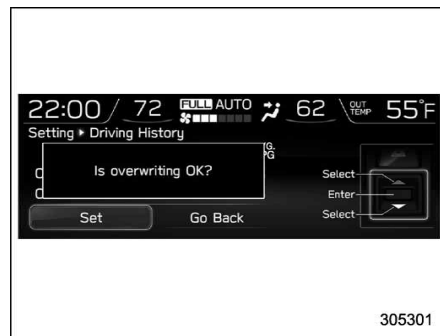 22:00 / 72 FULL AUTO 62 OUT TEMP 55°F
Setting ▸ Driving History
Is overwriting OK?
Select
Enter
Select
Set Go Back
305301